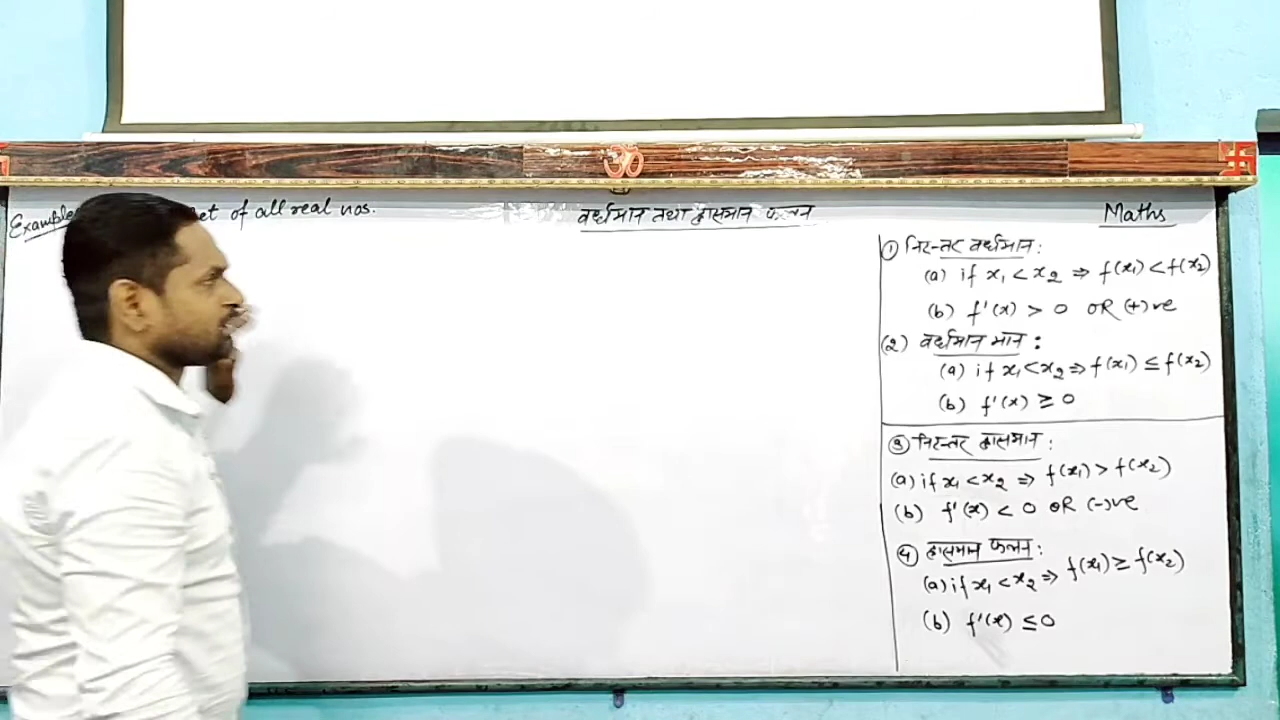 Example
et of all real nos.
वर्धमान तथा ह्रासमान फलन
Maths
① निरन्तर वर्धमान :
(a) if x₁ < x₂ ⇒ f(x₁) < f(x₂)
(b) f'(x) > 0 OR (+)ve
(2) वर्धमान मान :
(a) if x₁ < x₂ ⇒ f(x₁) ≤ f(x₂)
(b) f'(x) ≥ 0
③ निरन्तर ह्रासमान :
(a) if x₁ < x₂ ⇒ f(x₁) > f(x₂)
(b) f'(x) < 0 OR (-)ve
④ ह्रासमान फलन :
(a) if x₁ < x₂ ⇒ f(x₁) ≥ f(x₂)
(b) f'(x) ≤ 0